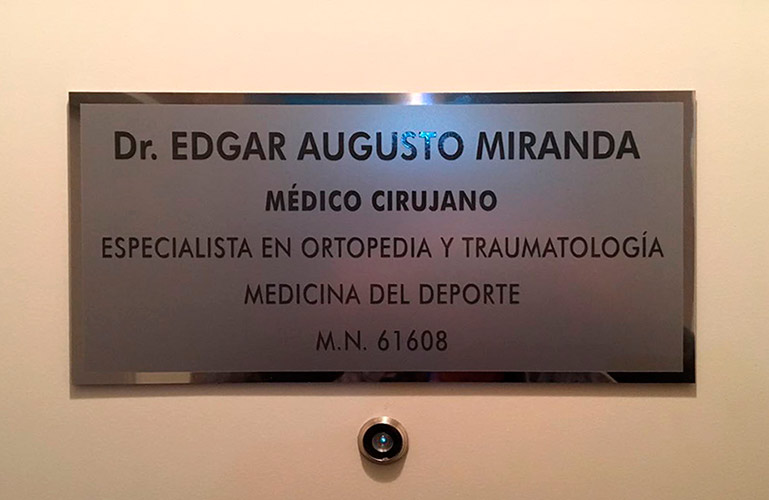 Dr. EDGAR AUGUSTO MIRANDA
MÉDICO CIRUJANO
ESPECIALISTA EN ORTOPEDIA Y TRAUMATOLOGÍA
MEDICINA DEL DEPORTE
M.N. 61608